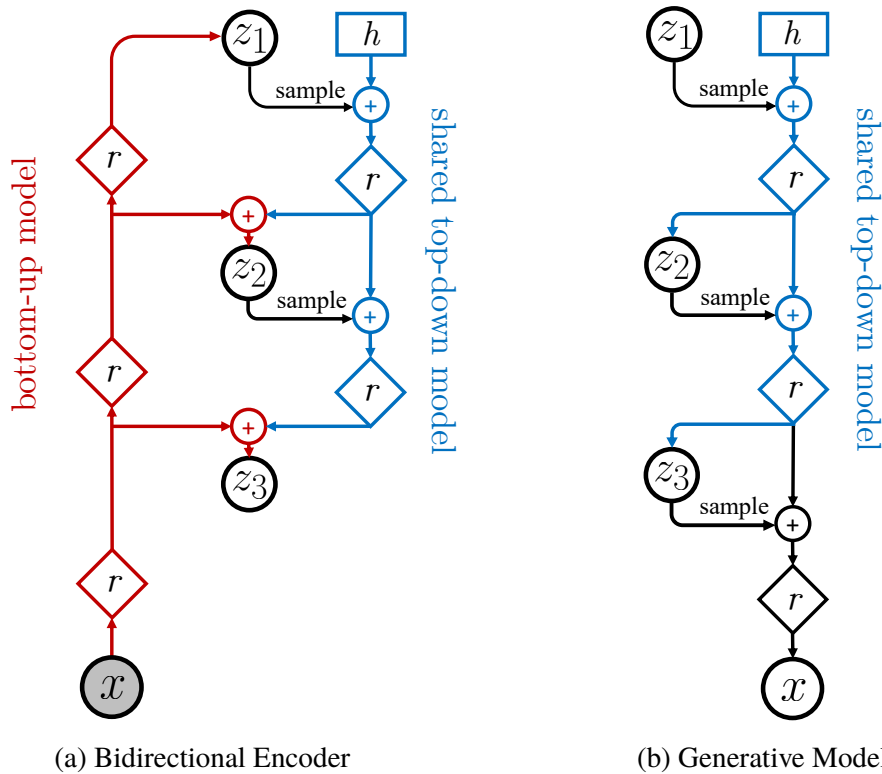 z1
h
sample
+
r
r
+
z2
sample
+
r
r
+
z3
r
x
bottom-up model
shared top-down model
(a) Bidirectional Encoder
z1
h
sample
+
r
z2
sample
+
r
z3
sample
+
r
x
shared top-down model
(b) Generative Model